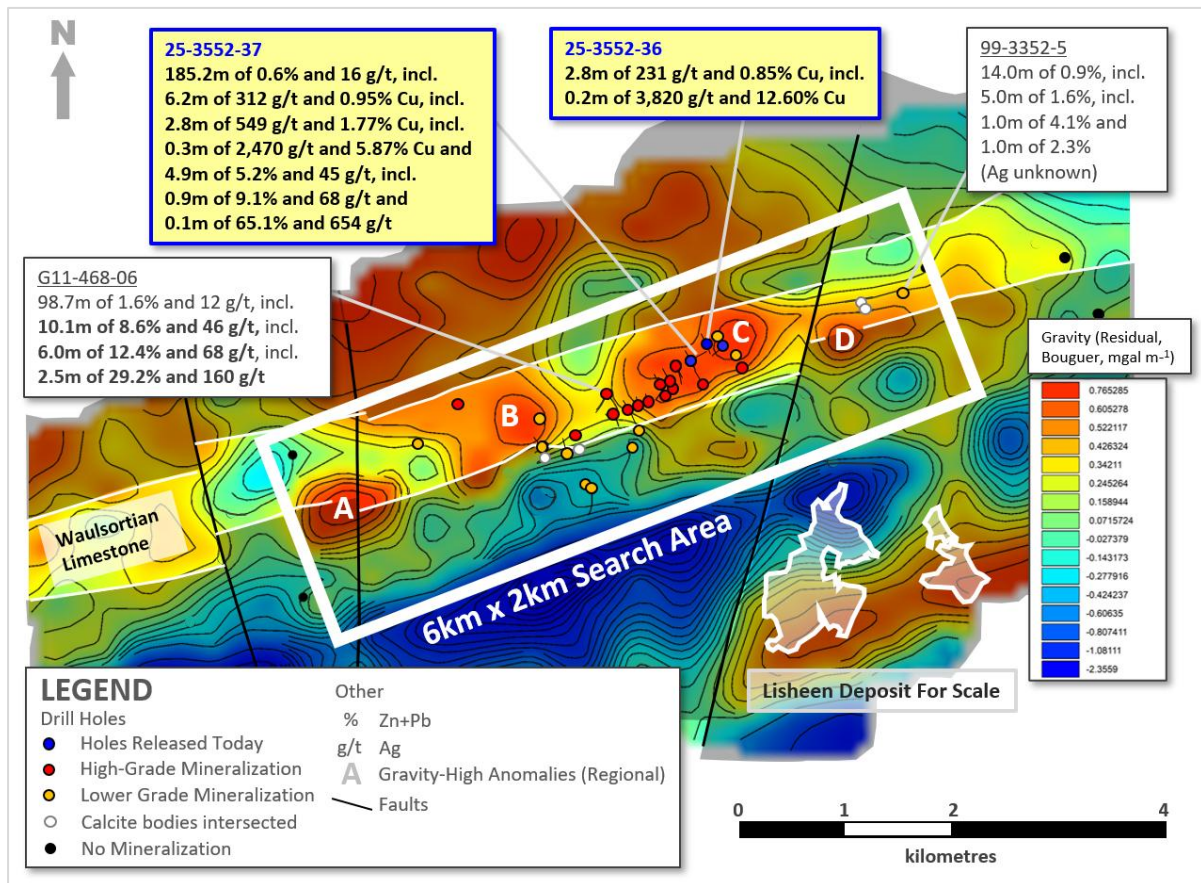 N
25-3552-37
185.2m of 0.6% and 16 g/t, incl.
6.2m of 312 g/t and 0.95% Cu, incl.
2.8m of 549 g/t and 1.77% Cu, incl.
0.3m of 2,470 g/t and 5.87% Cu and
4.9m of 5.2% and 45 g/t, incl.
0.9m of 9.1% and 68 g/t and
0.1m of 65.1% and 654 g/t
25-3552-36
2.8m of 231 g/t and 0.85% Cu, incl.
0.2m of 3,820 g/t and 12.60% Cu
99-3352-5
14.0m of 0.9%, incl.
5.0m of 1.6%, incl.
1.0m of 4.1% and
1.0m of 2.3%
(Ag unknown)
G11-468-06
98.7m of 1.6% and 12 g/t, incl.
10.1m of 8.6% and 46 g/t, incl.
6.0m of 12.4% and 68 g/t, incl.
2.5m of 29.2% and 160 g/t
A
B
C
D
Waulsortian
Limestone
6km x 2km Search Area
Lisheen Deposit For Scale
Gravity (Residual,
Bouguer, mgal m-1)
0.765285
0.605278
0.522117
0.426324
0.34211
0.245264
0.158944
0.0715724
-0.027379
-0.143173
-0.277916
-0.424237
-0.60635
-0.807411
-1.08111
-2.3559
LEGEND
Drill Holes
Holes Released Today
High-Grade Mineralization
Lower Grade Mineralization
Calcite bodies intersected
No Mineralization
Other
% Zn+Pb
g/t Ag
A Gravity-High Anomalies (Regional)
Faults
0 1 2 4
kilometres